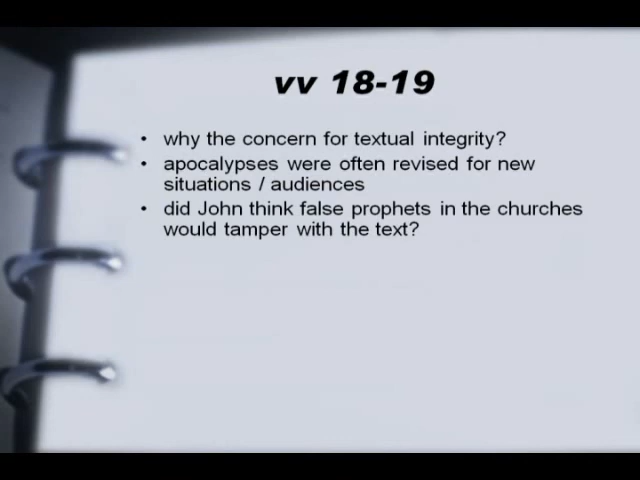 vv 18-19
• why the concern for textual integrity?
• apocalypses were often revised for new
situations / audiences
• did John think false prophets in the churches
would tamper with the text?